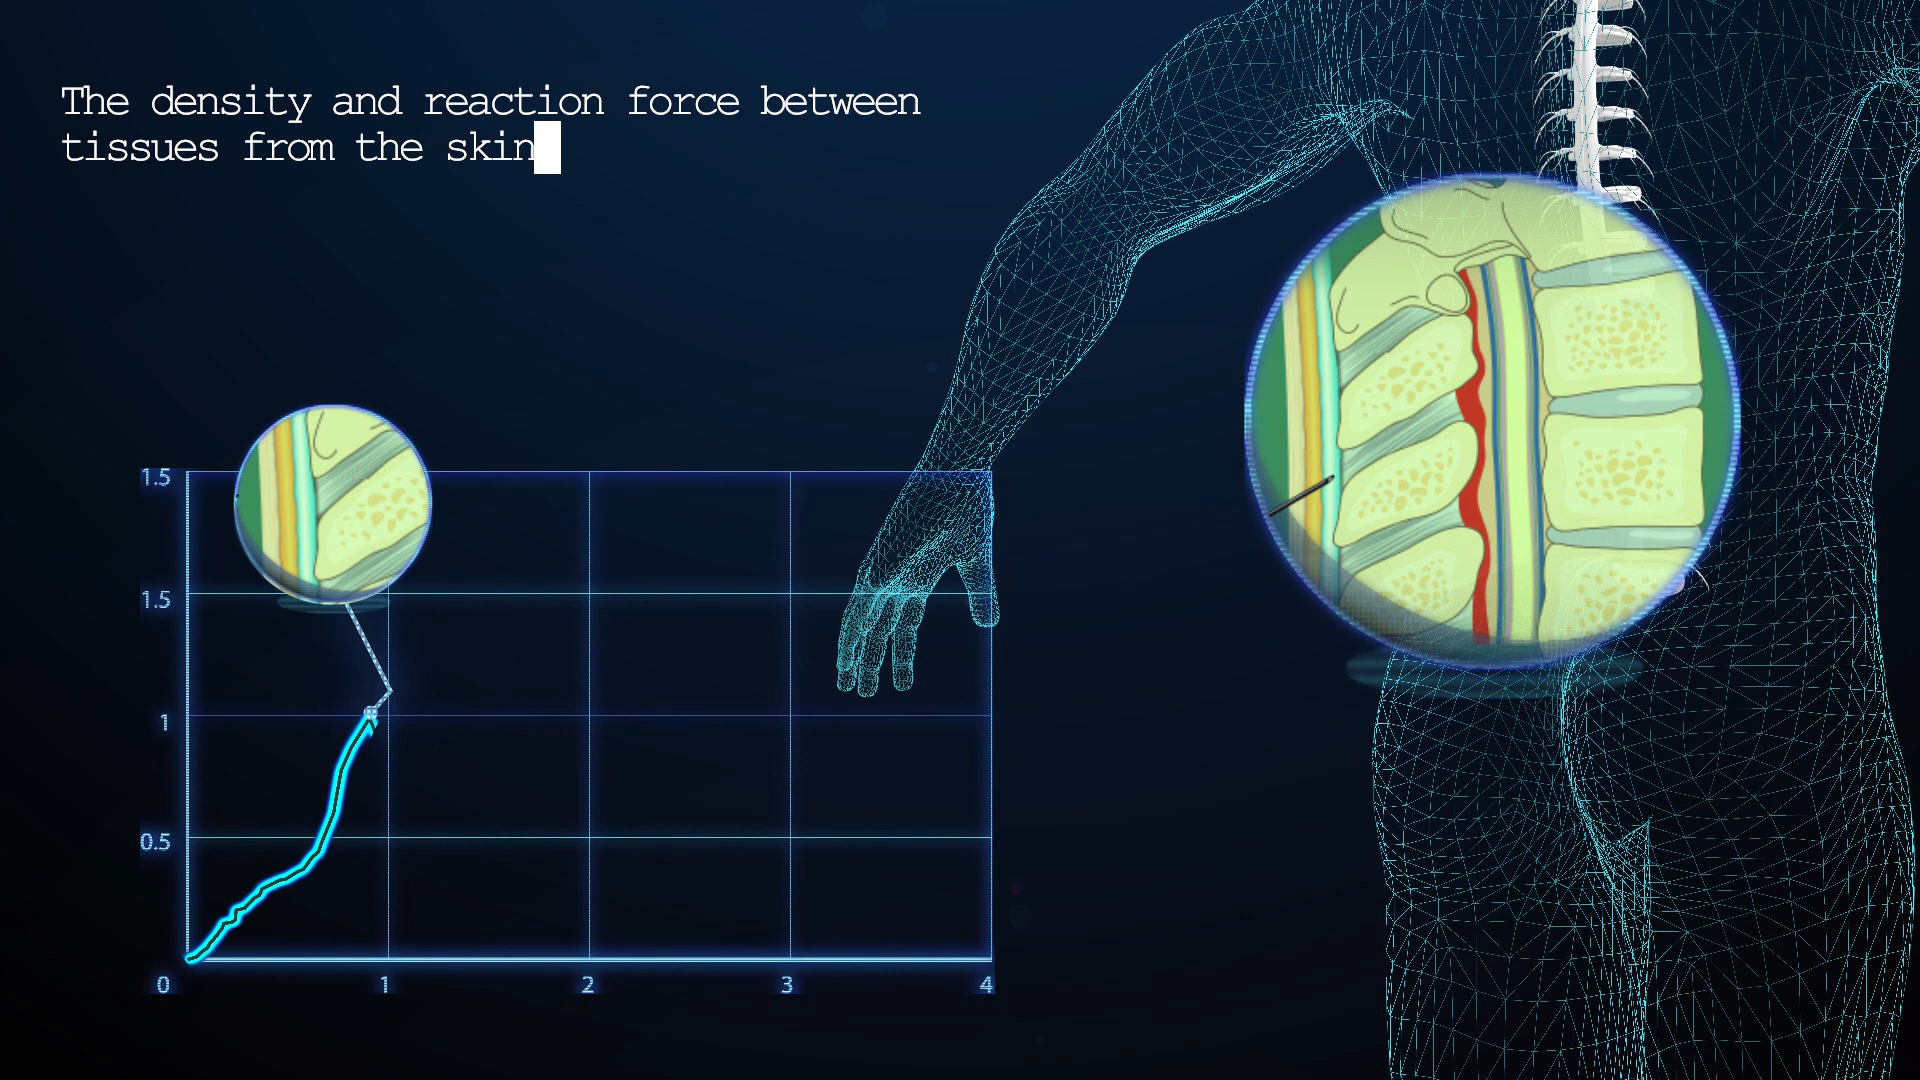 The density and reaction force between
tissues from the skin
1.5
1.5
1
0.5
0 1 2 3 4